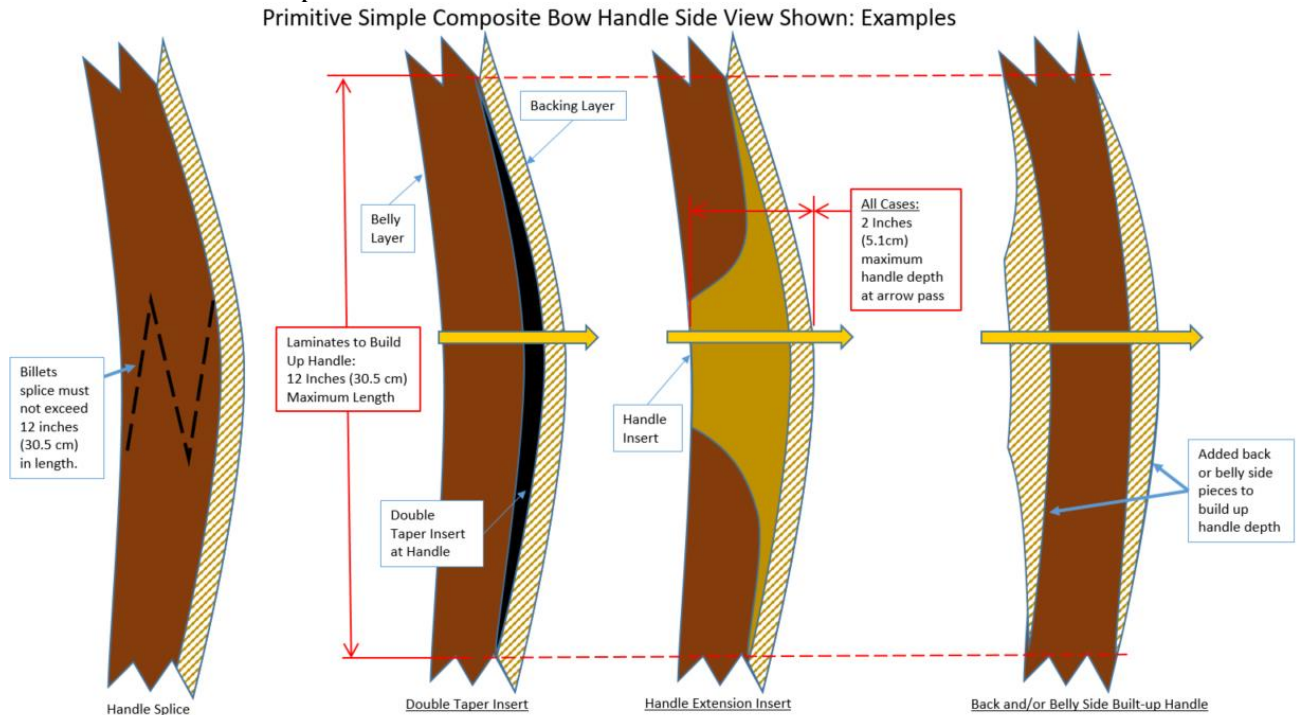 Primitive Simple Composite Bow Handle Side View Shown: Examples
Backing Layer
Belly
Layer
All Cases:
2 Inches
(5.1cm)
maximum
handle depth
at arrow pass
Laminates to Build
Up Handle:
12 Inches (30.5 cm)
Maximum Length
Billets
splice must
not exceed
12 inches
(30.5 cm)
in length.
Handle
Insert
Double
Taper Insert
at Handle
Added back
or belly side
pieces to
build up
handle depth
Handle Splice
Double Taper Insert
Handle Extension Insert
Back and/or Belly Side Built-up Handle